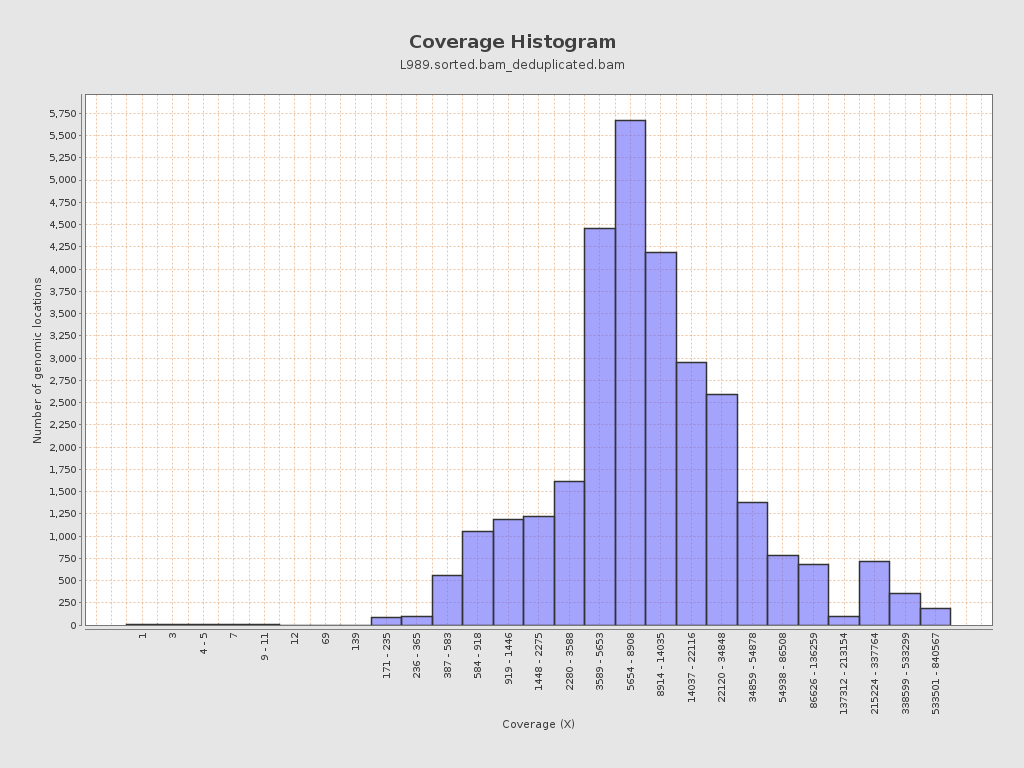 Coverage Histogram
L989.sorted.bam_deduplicated.bam
Number of genomic locations
5,750
5,500
5,250
5,000
4,750
4,500
4,250
4,000
3,750
3,500
3,250
3,000
2,750
2,500
2,250
2,000
1,750
1,500
1,250
1,000
750
500
250
0
1
3
4 - 5
7
9 - 11
12
69
139
171 - 235
236 - 365
387 - 583
584 - 918
919 - 1446
1448 - 2275
2280 - 3588
3589 - 5653
5654 - 8908
8914 - 14035
14037 - 22116
22120 - 34848
34859 - 54878
54938 - 86508
86626 - 136259
137312 - 213154
215224 - 337764
338599 - 533299
533501 - 840567
Coverage (X)